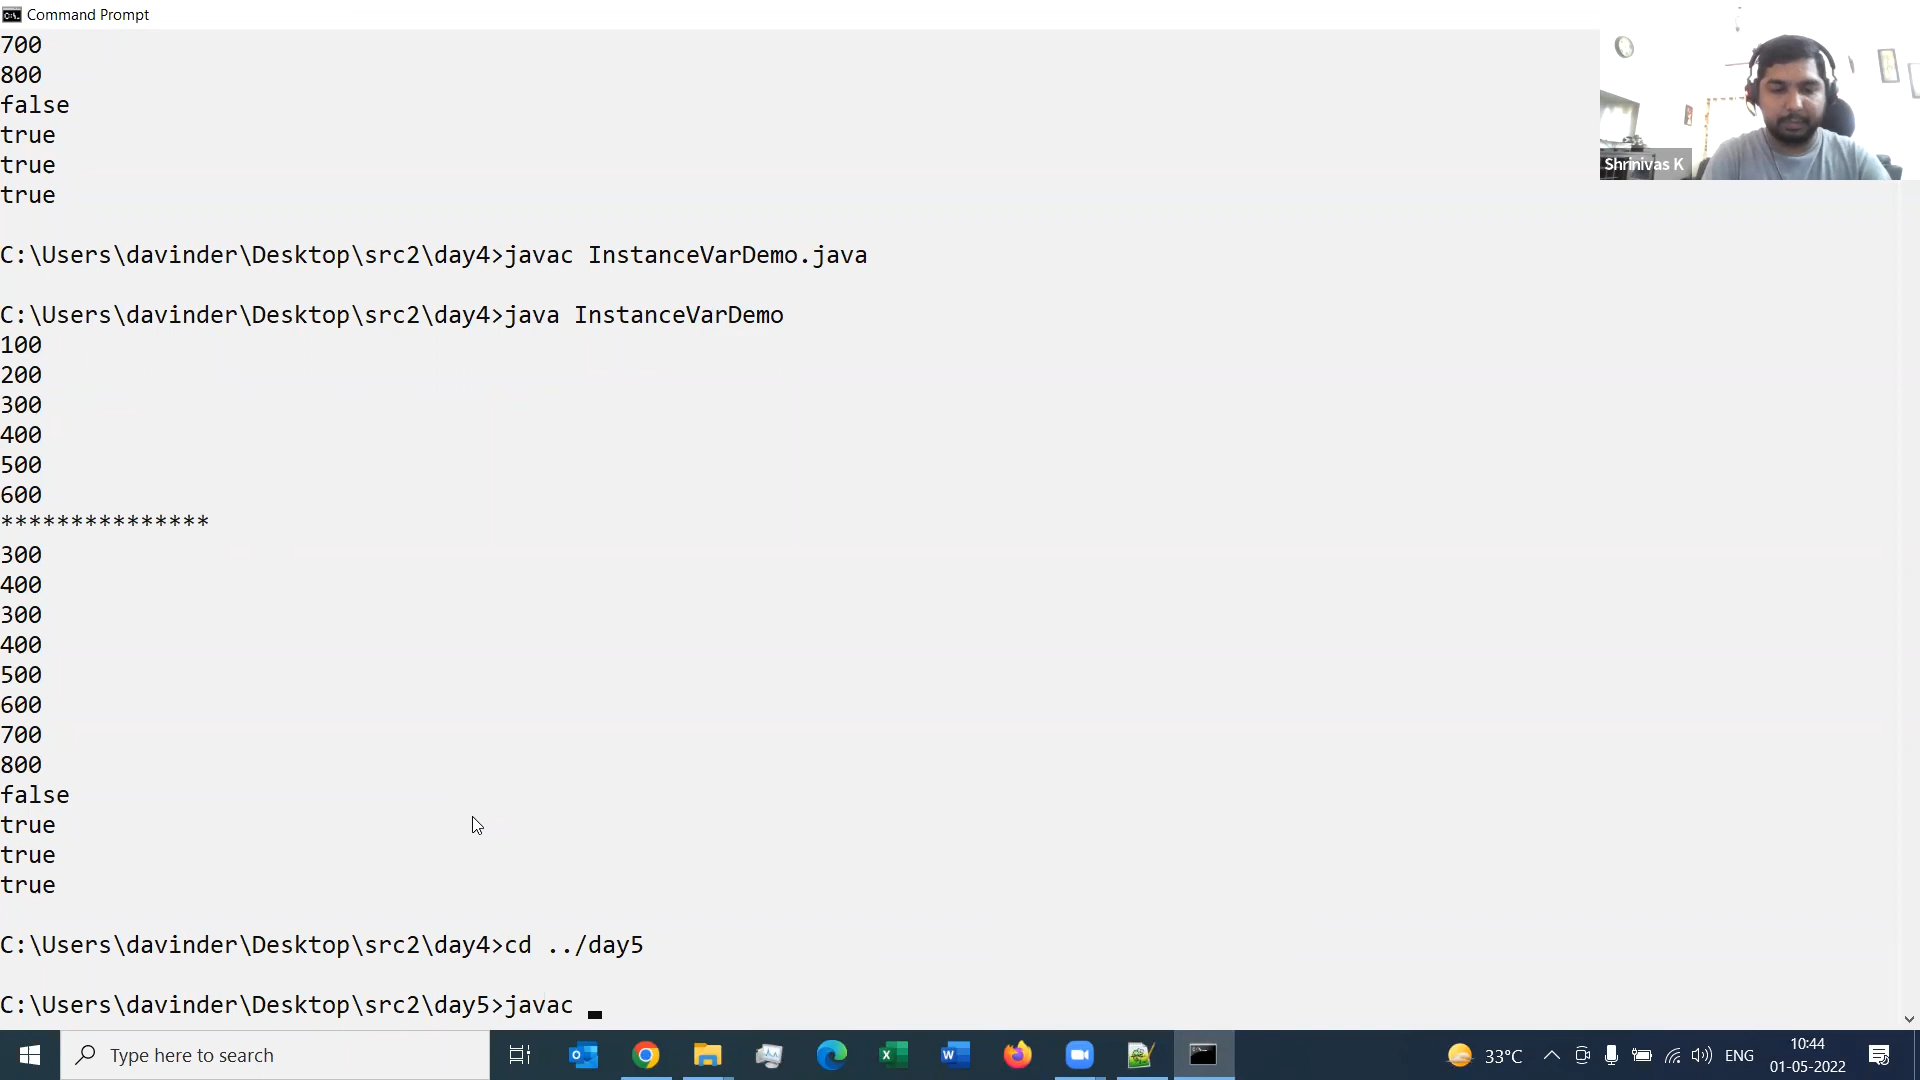 Command Prompt
700
800
false
true
true
true
C:\Users\davinder\Desktop\src2\day4>javac InstanceVarDemo.java
C:\Users\davinder\Desktop\src2\day4>java InstanceVarDemo
100
200
300
400
500
600
***************
300
400
300
400
500
600
700
800
false
true
true
true
C:\Users\davinder\Desktop\src2\day4>cd ../day5
C:\Users\davinder\Desktop\src2\day5>javac
Shrinivas K
Type here to search
33°C
ENG
10:44
01-05-2022